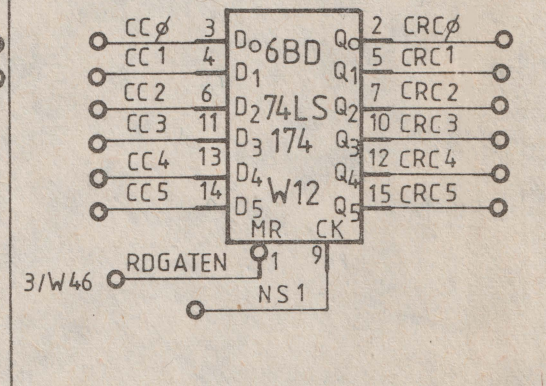 CCØ 3 D0 6BD Q0 2 CRCØ
CC1 4 D1 Q1 5 CRC1
CC2 6 D2 74LS Q2 7 CRC2
CC3 11 D3 174 Q3 10 CRC3
CC4 13 D4 Q4 12 CRC4
CC5 14 D5 W12 Q5 15 CRC5
MR CK
RDGATEN 1 9
3/W46
NS1